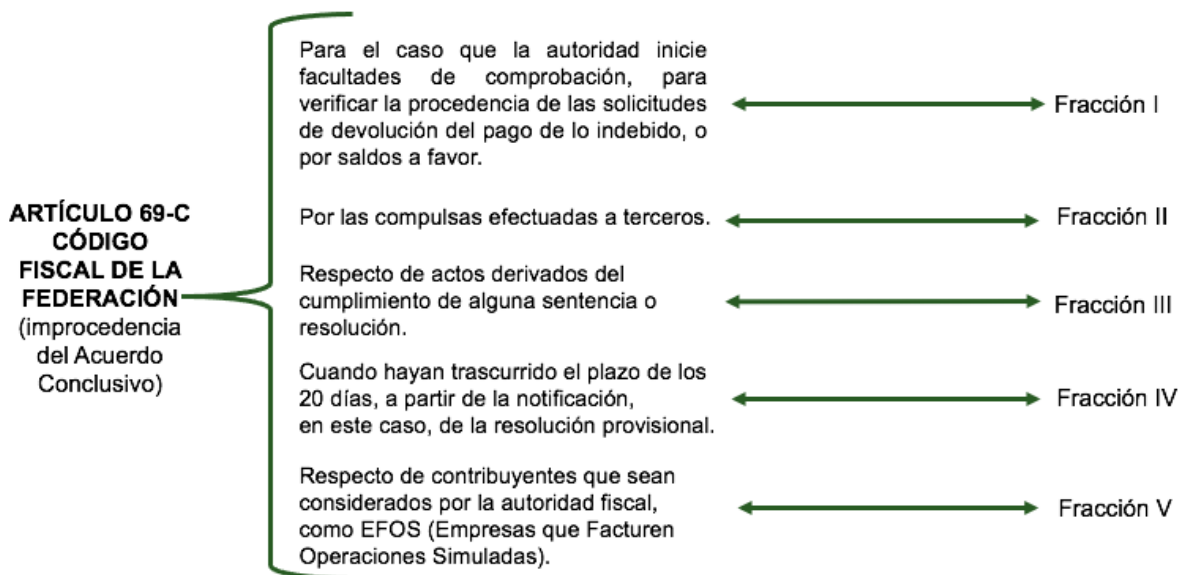 ARTÍCULO 69-C
CÓDIGO
FISCAL DE LA
FEDERACIÓN
(improcedencia
del Acuerdo
Conclusivo)
Para el caso que la autoridad inicie
facultades de comprobación, para
verificar la procedencia de las solicitudes
de devolución del pago de lo indebido, o
por saldos a favor.
Fracción I
Por las compulsas efectuadas a terceros.
Fracción II
Respecto de actos derivados del
cumplimiento de alguna sentencia o
resolución.
Fracción III
Cuando hayan trascurrido el plazo de los
20 días, a partir de la notificación,
en este caso, de la resolución provisional.
Fracción IV
Respecto de contribuyentes que sean
considerados por la autoridad fiscal,
como EFOS (Empresas que Facturen
Operaciones Simuladas).
Fracción V